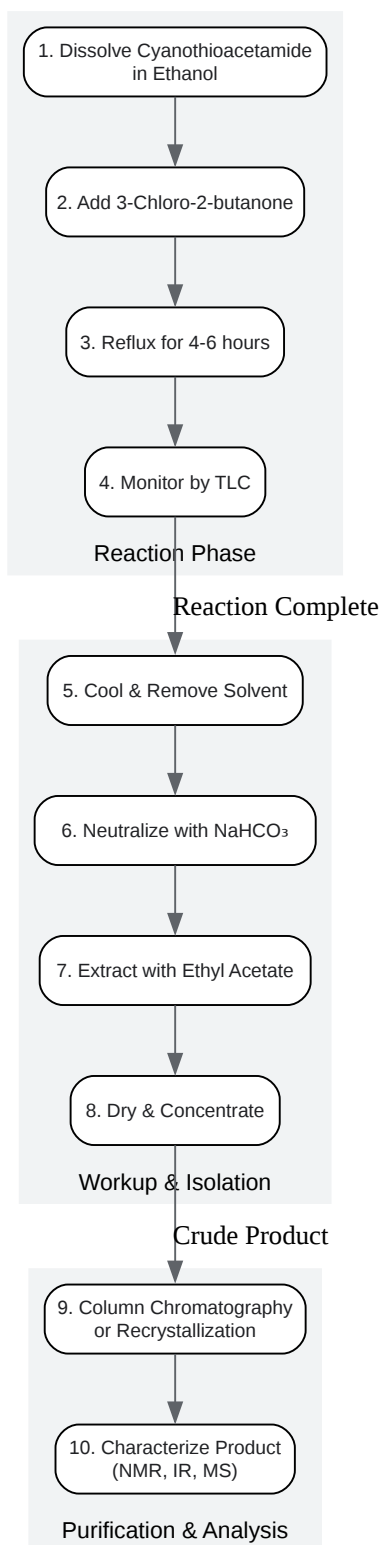 1. Dissolve Cyanothioacetamide
in Ethanol
2. Add 3-Chloro-2-butanone
3. Reflux for 4-6 hours
4. Monitor by TLC
Reaction Phase
Reaction Complete
5. Cool & Remove Solvent
6. Neutralize with NaHCO₃
7. Extract with Ethyl Acetate
8. Dry & Concentrate
Workup & Isolation
Crude Product
9. Column Chromatography
or Recrystallization
10. Characterize Product
(NMR, IR, MS)
Purification & Analysis